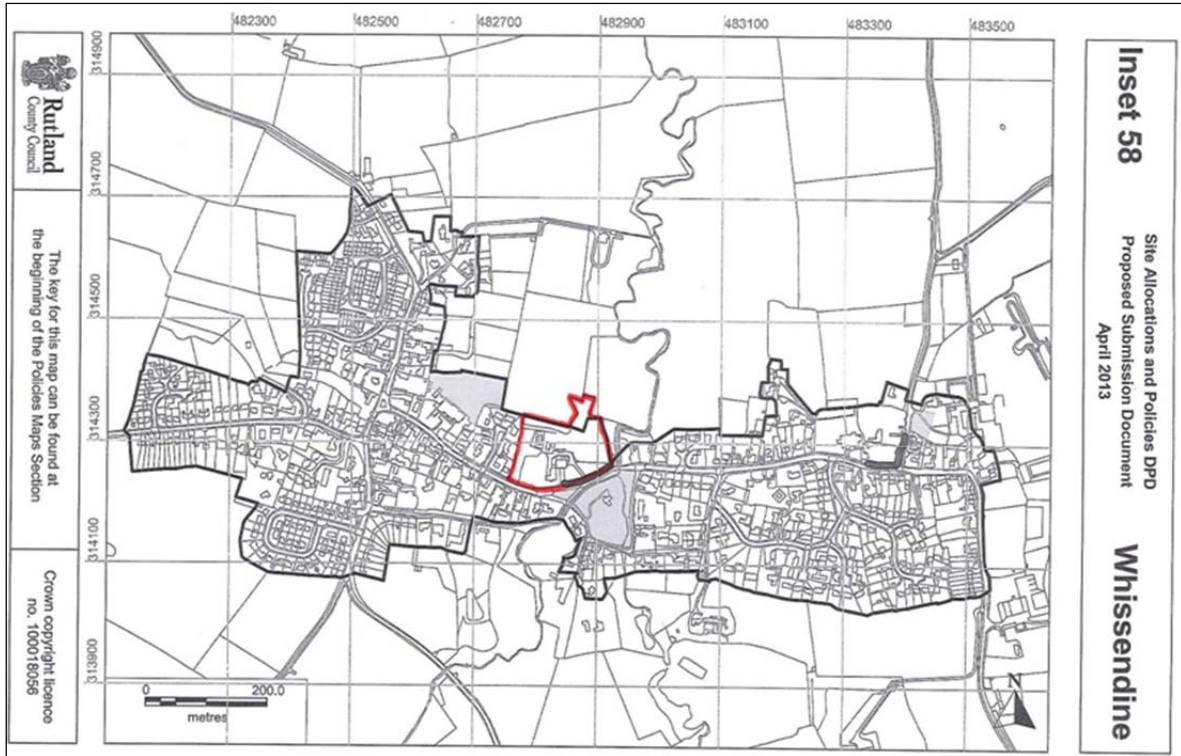 Inset 58
Site Allocations and Policies DPD
Proposed Submission Document
April 2013
Whissendine
482300
482500
482700
482900
483100
483300
483500
314900
314700
314500
314300
314100
313900
N
0
200.0
metres
Rutland
County Council
The key for this map can be found at
the beginning of the Policies Maps Section
Crown copyright licence
no. 100018056